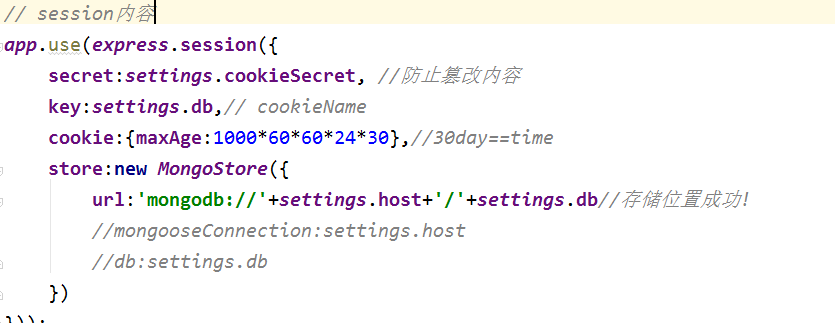 // session内容
app.use(express.session({
    secret:settings.cookieSecret, //防止篡改内容
    key:settings.db,// cookieName
    cookie:{maxAge:1000*60*60*24*30},//30day==time
    store:new MongoStore({
        url:'mongodb://'+settings.host+'/'+settings.db//存储位置成功!
        //mongooseConnection:settings.host
        //db:settings.db
    })
}));